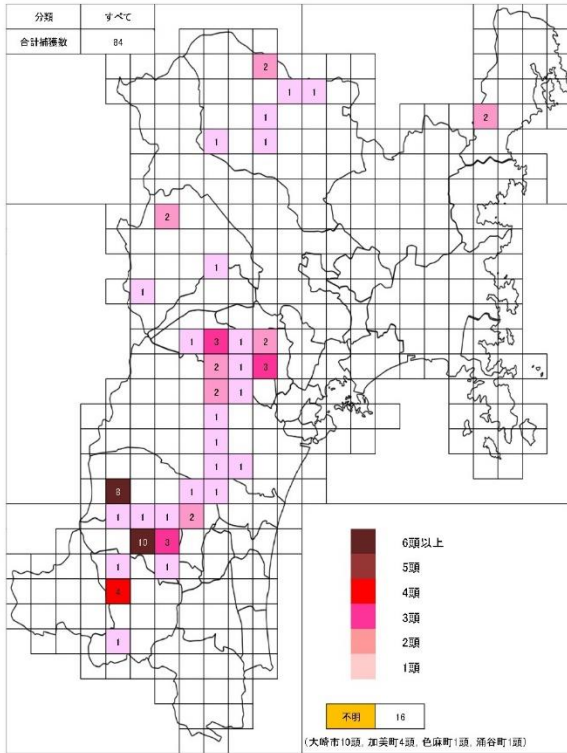 分類 すべて
合計捕獲数 84
2
1 1
1 2
1 1
2
1
1
1 3 1 2
2 1 3
2 1
1
1
1 1
8 1 1
1 1 1 2
10 3
1 1
4
1
6頭以上
5頭
4頭
3頭
2頭
1頭
不明 16
(大崎市10頭, 加美町4頭, 色麻町1頭, 涌谷町1頭)